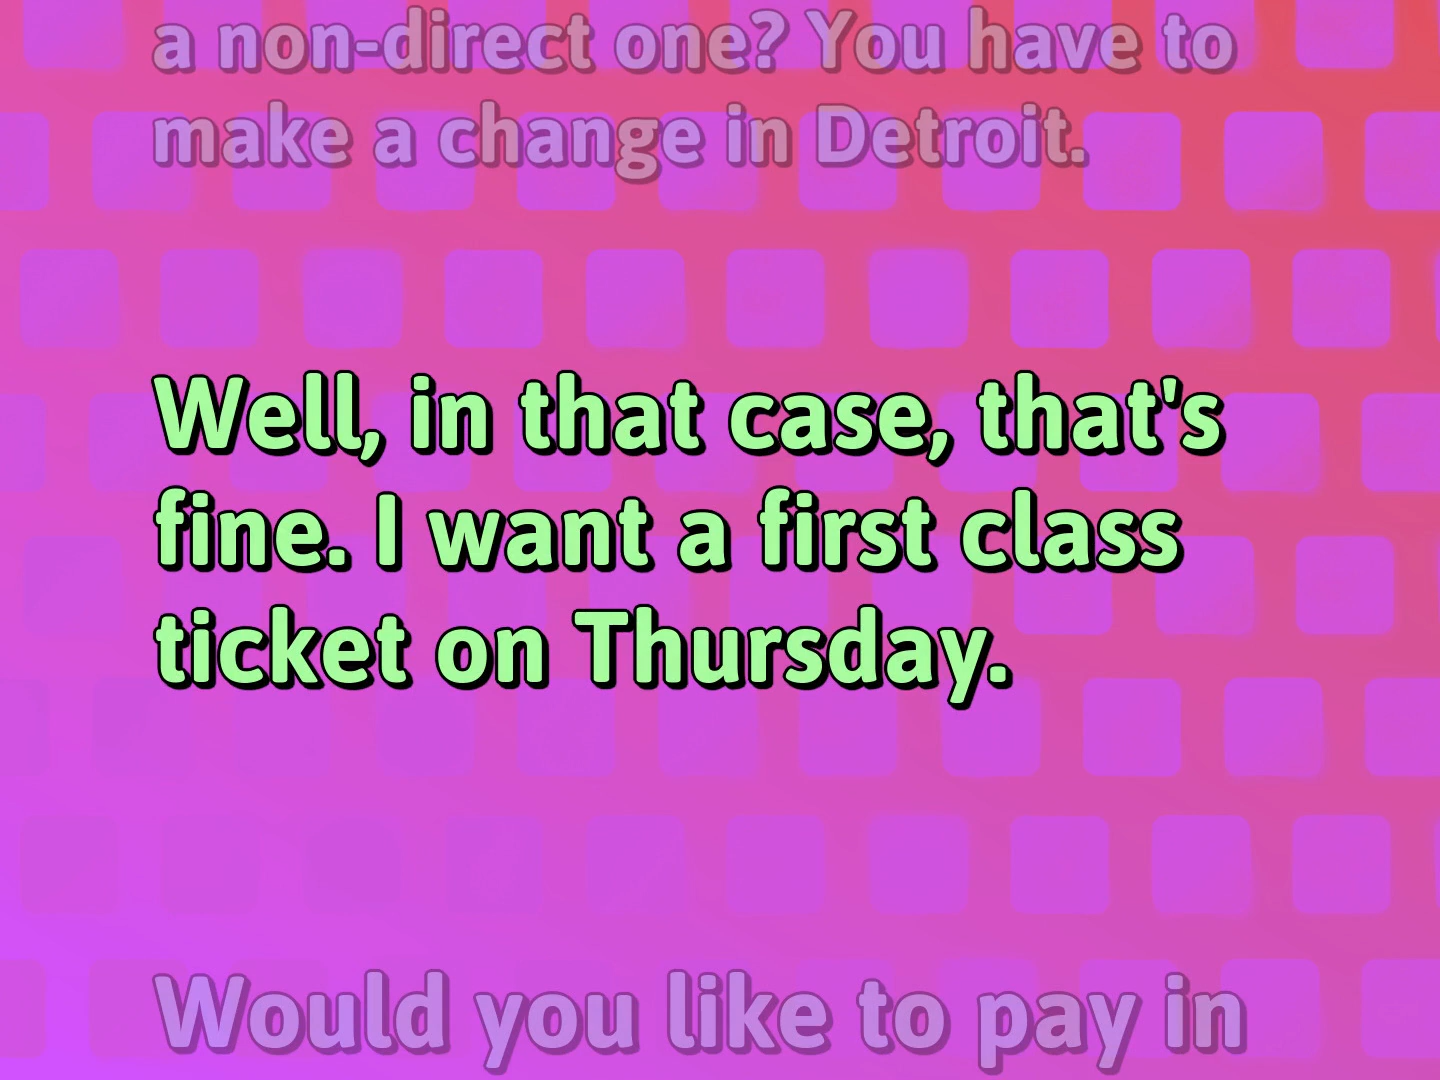 a non-direct one? You have to
make a change in Detroit.
Well, in that case, that's
fine. I want a first class
ticket on Thursday.
Would you like to pay in